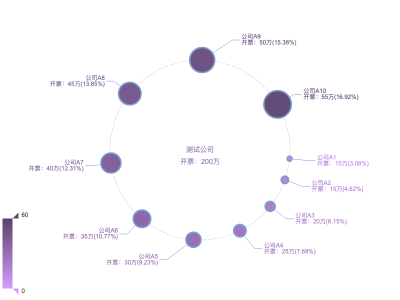 公司A9
开票：50万(15.38%)
公司A8
开票：45万(13.85%)
公司A10
开票：55万(16.92%)
测试公司
开票：200万
公司A1
开票：10万(3.08%)
公司A7
开票：40万(12.31%)
公司A2
开票：15万(4.62%)
公司A3
开票：20万(6.15%)
公司A6
开票：35万(10.77%)
公司A4
开票：25万(7.69%)
公司A5
开票：30万(9.23%)
60
0